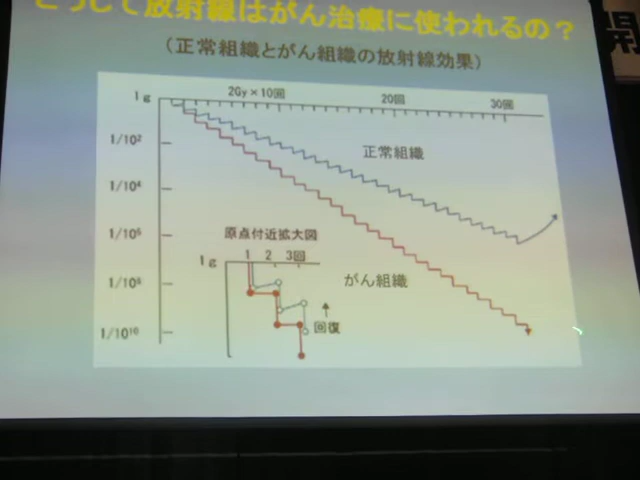 どうして放射線はがん治療に使われるの？
（正常組織とがん組織の放射線効果）
2Gy×10回 20回 30回
1g
1/10²
正常組織
1/10⁴
1/10⁶
原点付近拡大図
1g 1 2 3回
がん組織
1/10⁸
回復
1/10¹⁰
開